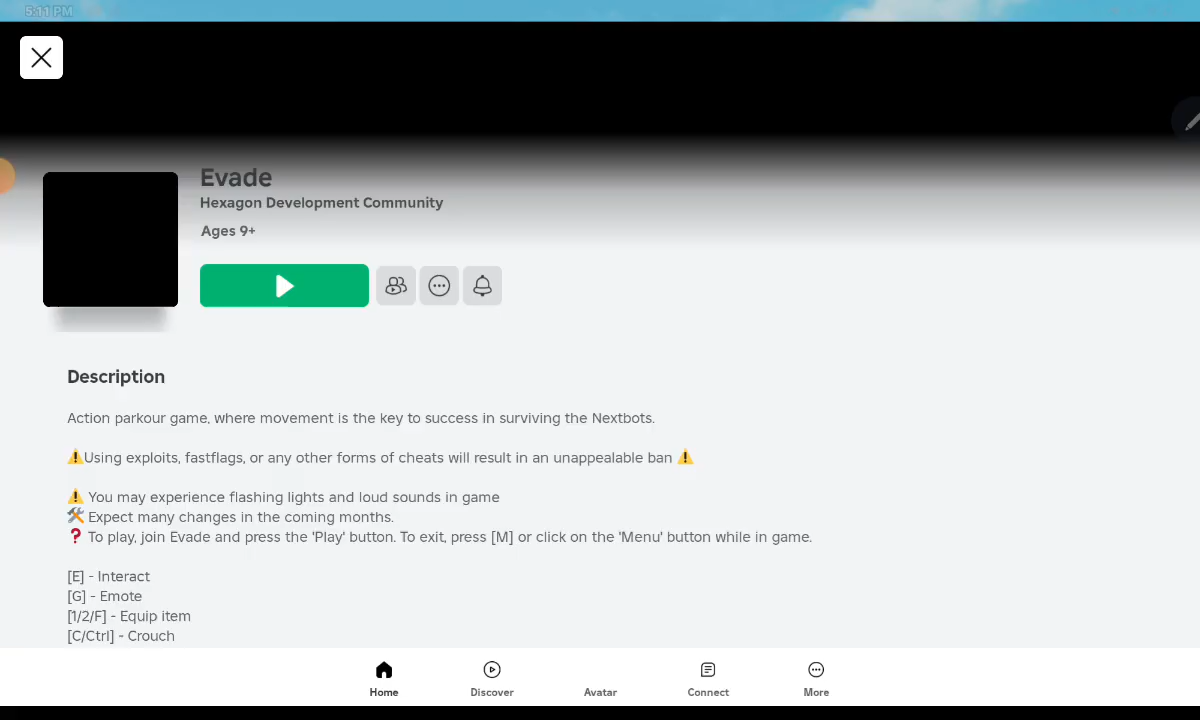 5:11 PM
Evade
Hexagon Development Community
Ages 9+
Description
Action parkour game, where movement is the key to success in surviving the Nextbots.
⚠️Using exploits, fastflags, or any other forms of cheats will result in an unappealable ban ⚠️
⚠️ You may experience flashing lights and loud sounds in game
🛠️ Expect many changes in the coming months.
❓ To play, join Evade and press the 'Play' button. To exit, press [M] or click on the 'Menu' button while in game.
[E] - Interact
[G] - Emote
[1/2/F] - Equip item
[C/Ctrl] - Crouch
Home Discover Avatar Connect More